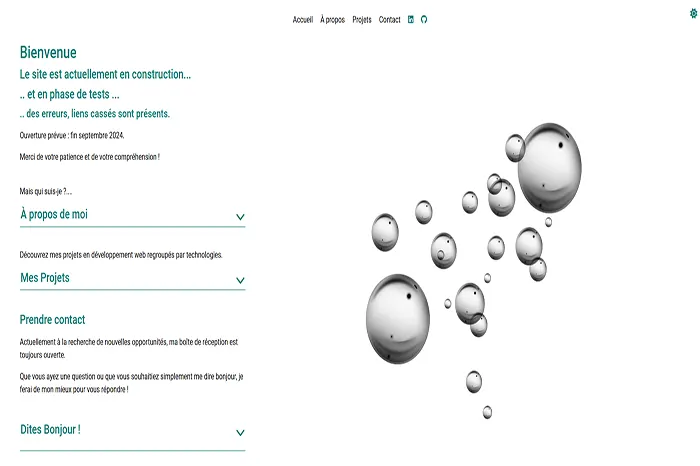 Accueil À propos Projets Contact
Bienvenue
Le site est actuellement en construction...
.. et en phase de tests ...
.. des erreurs, liens cassés sont présents.
Ouverture prévue : fin septembre 2024.
Merci de votre patience et de votre compréhension !
Mais qui suis-je ?....
À propos de moi
Découvrez mes projets en développement web regroupés par technologies.
Mes Projets
Prendre contact
Actuellement à la recherche de nouvelles opportunités, ma boîte de réception est
toujours ouverte.
Que vous ayez une question ou que vous souhaitiez simplement me dire bonjour, je
ferai de mon mieux pour vous répondre !
Dites Bonjour !